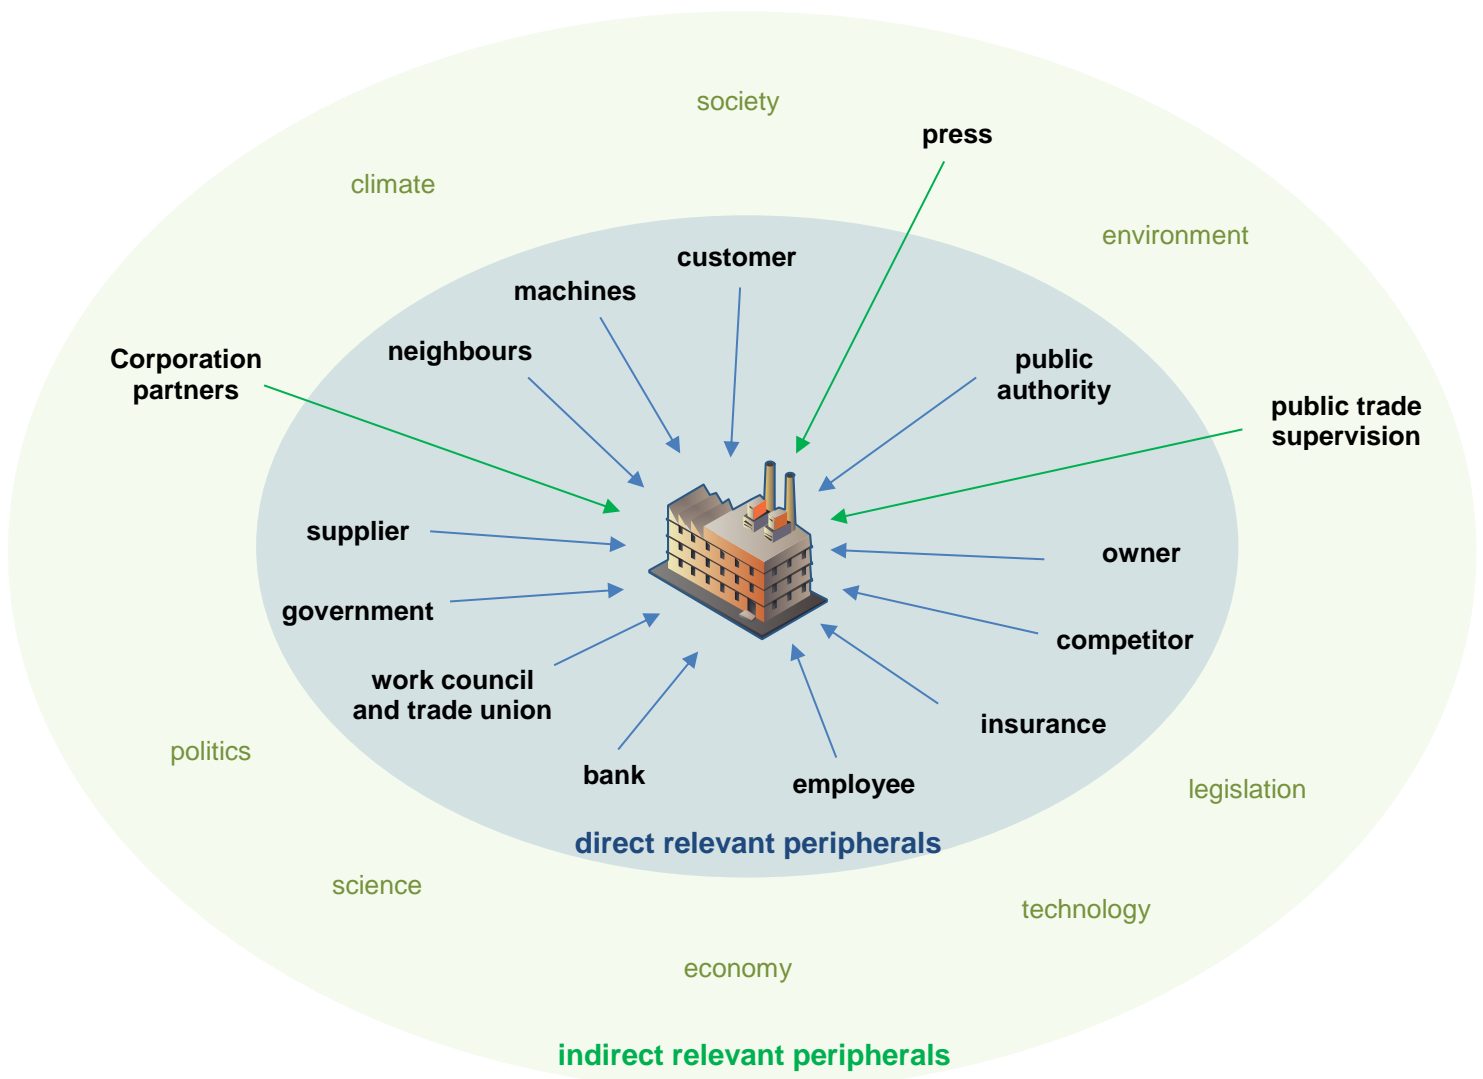 society
press
climate
environment
customer
machines
neighbours
public
authority
Corporation
partners
public trade
supervision
supplier
owner
government
competitor
work council
and trade union
insurance
politics
bank
employee
legislation
direct relevant peripherals
science
technology
economy
indirect relevant peripherals